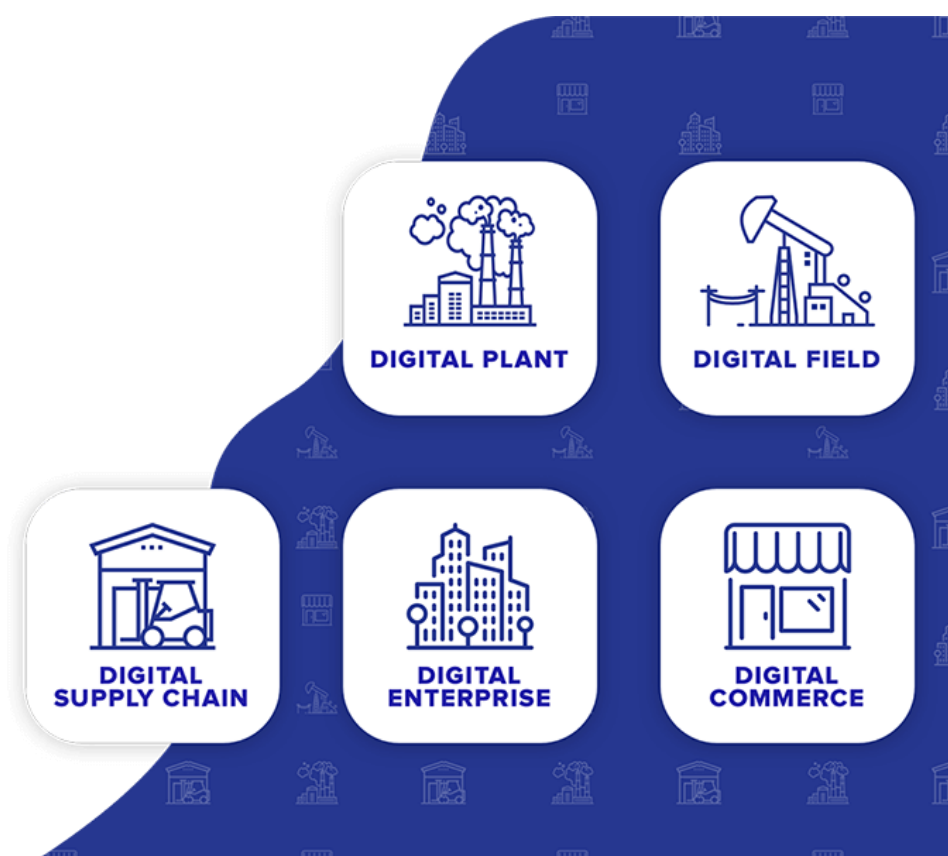 DIGITAL PLANT
DIGITAL FIELD
DIGITAL
SUPPLY CHAIN
DIGITAL
ENTERPRISE
DIGITAL
COMMERCE